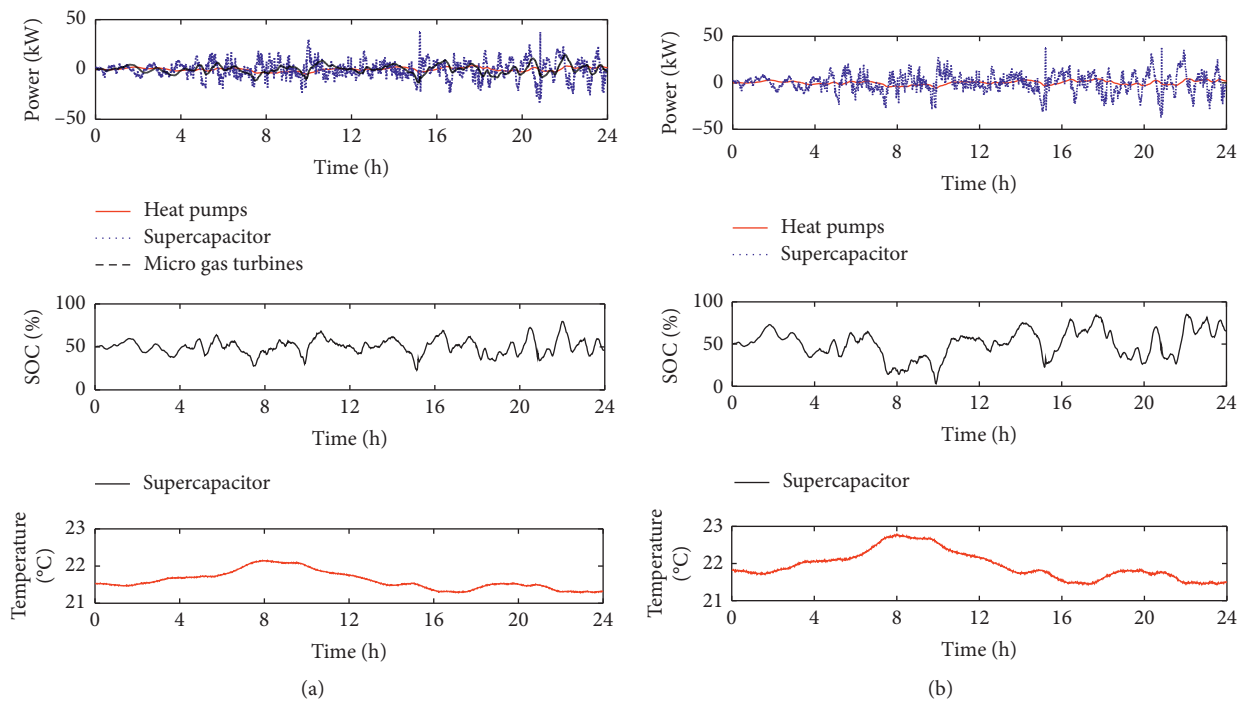 50
0
−50
Power (kW)
0 4 8 12 16 20 24
Time (h)
Heat pumps
Supercapacitor
Micro gas turbines
100
50
0
SOC (%)
0 4 8 12 16 20 24
Time (h)
Supercapacitor
23
22
21
Temperature
(°C)
0 4 8 12 16 20 24
Time (h)
(a)
50
0
−50
Power (kW)
0 4 8 12 16 20 24
Time (h)
Heat pumps
Supercapacitor
100
50
0
SOC (%)
0 4 8 12 16 20 24
Time (h)
Supercapacitor
23
22
21
Temperature
(°C)
0 4 8 12 16 20 24
Time (h)
(b)